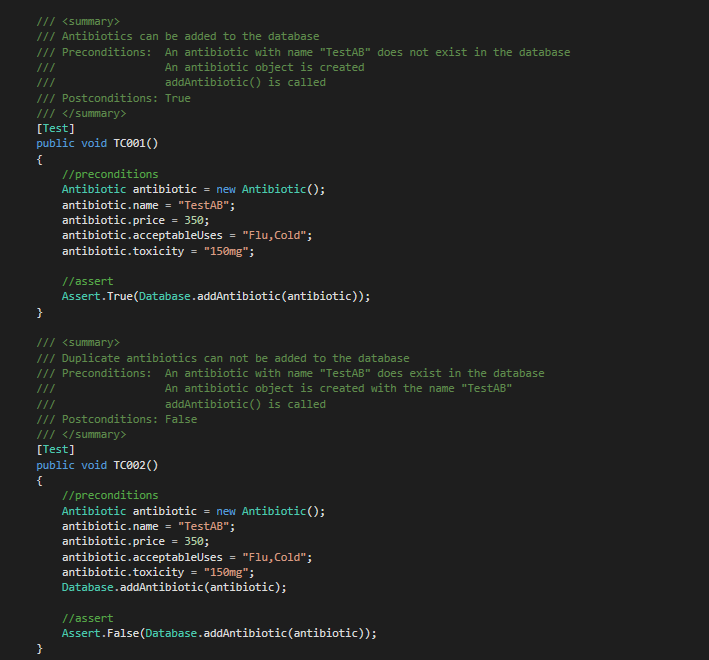 /// <summary>
/// Antibiotics can be added to the database
/// Preconditions:  An antibiotic with name "TestAB" does not exist in the database
///                 An antibiotic object is created
///                 addAntibiotic() is called
/// Postconditions: True
/// </summary>
[Test]
public void TC001()
{
    //preconditions
    Antibiotic antibiotic = new Antibiotic();
    antibiotic.name = "TestAB";
    antibiotic.price = 350;
    antibiotic.acceptableUses = "Flu,Cold";
    antibiotic.toxicity = "150mg";

    //assert
    Assert.True(Database.addAntibiotic(antibiotic));
}

/// <summary>
/// Duplicate antibiotics can not be added to the database
/// Preconditions:  An antibiotic with name "TestAB" does exist in the database
///                 An antibiotic object is created with the name "TestAB"
///                 addAntibiotic() is called
/// Postconditions: False
/// </summary>
[Test]
public void TC002()
{
    //preconditions
    Antibiotic antibiotic = new Antibiotic();
    antibiotic.name = "TestAB";
    antibiotic.price = 350;
    antibiotic.acceptableUses = "Flu,Cold";
    antibiotic.toxicity = "150mg";
    Database.addAntibiotic(antibiotic);

    //assert
    Assert.False(Database.addAntibiotic(antibiotic));
}